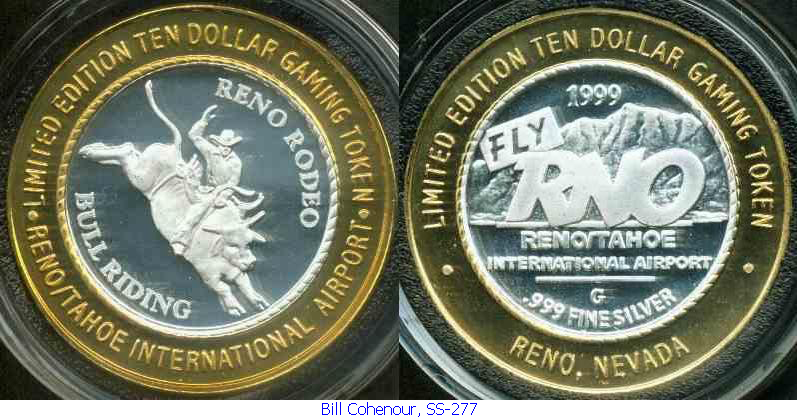 • LIMITED EDITION TEN DOLLAR GAMING TOKEN •
RENO/TAHOE INTERNATIONAL AIRPORT
RENO RODEO
BULL RIDING
LIMITED EDITION TEN DOLLAR GAMING TOKEN
1999
FLY
RNO
RENO/TAHOE
INTERNATIONAL AIRPORT
G
.999 FINE SILVER
• RENO, NEVADA •
Bill Cohenour, SS-277